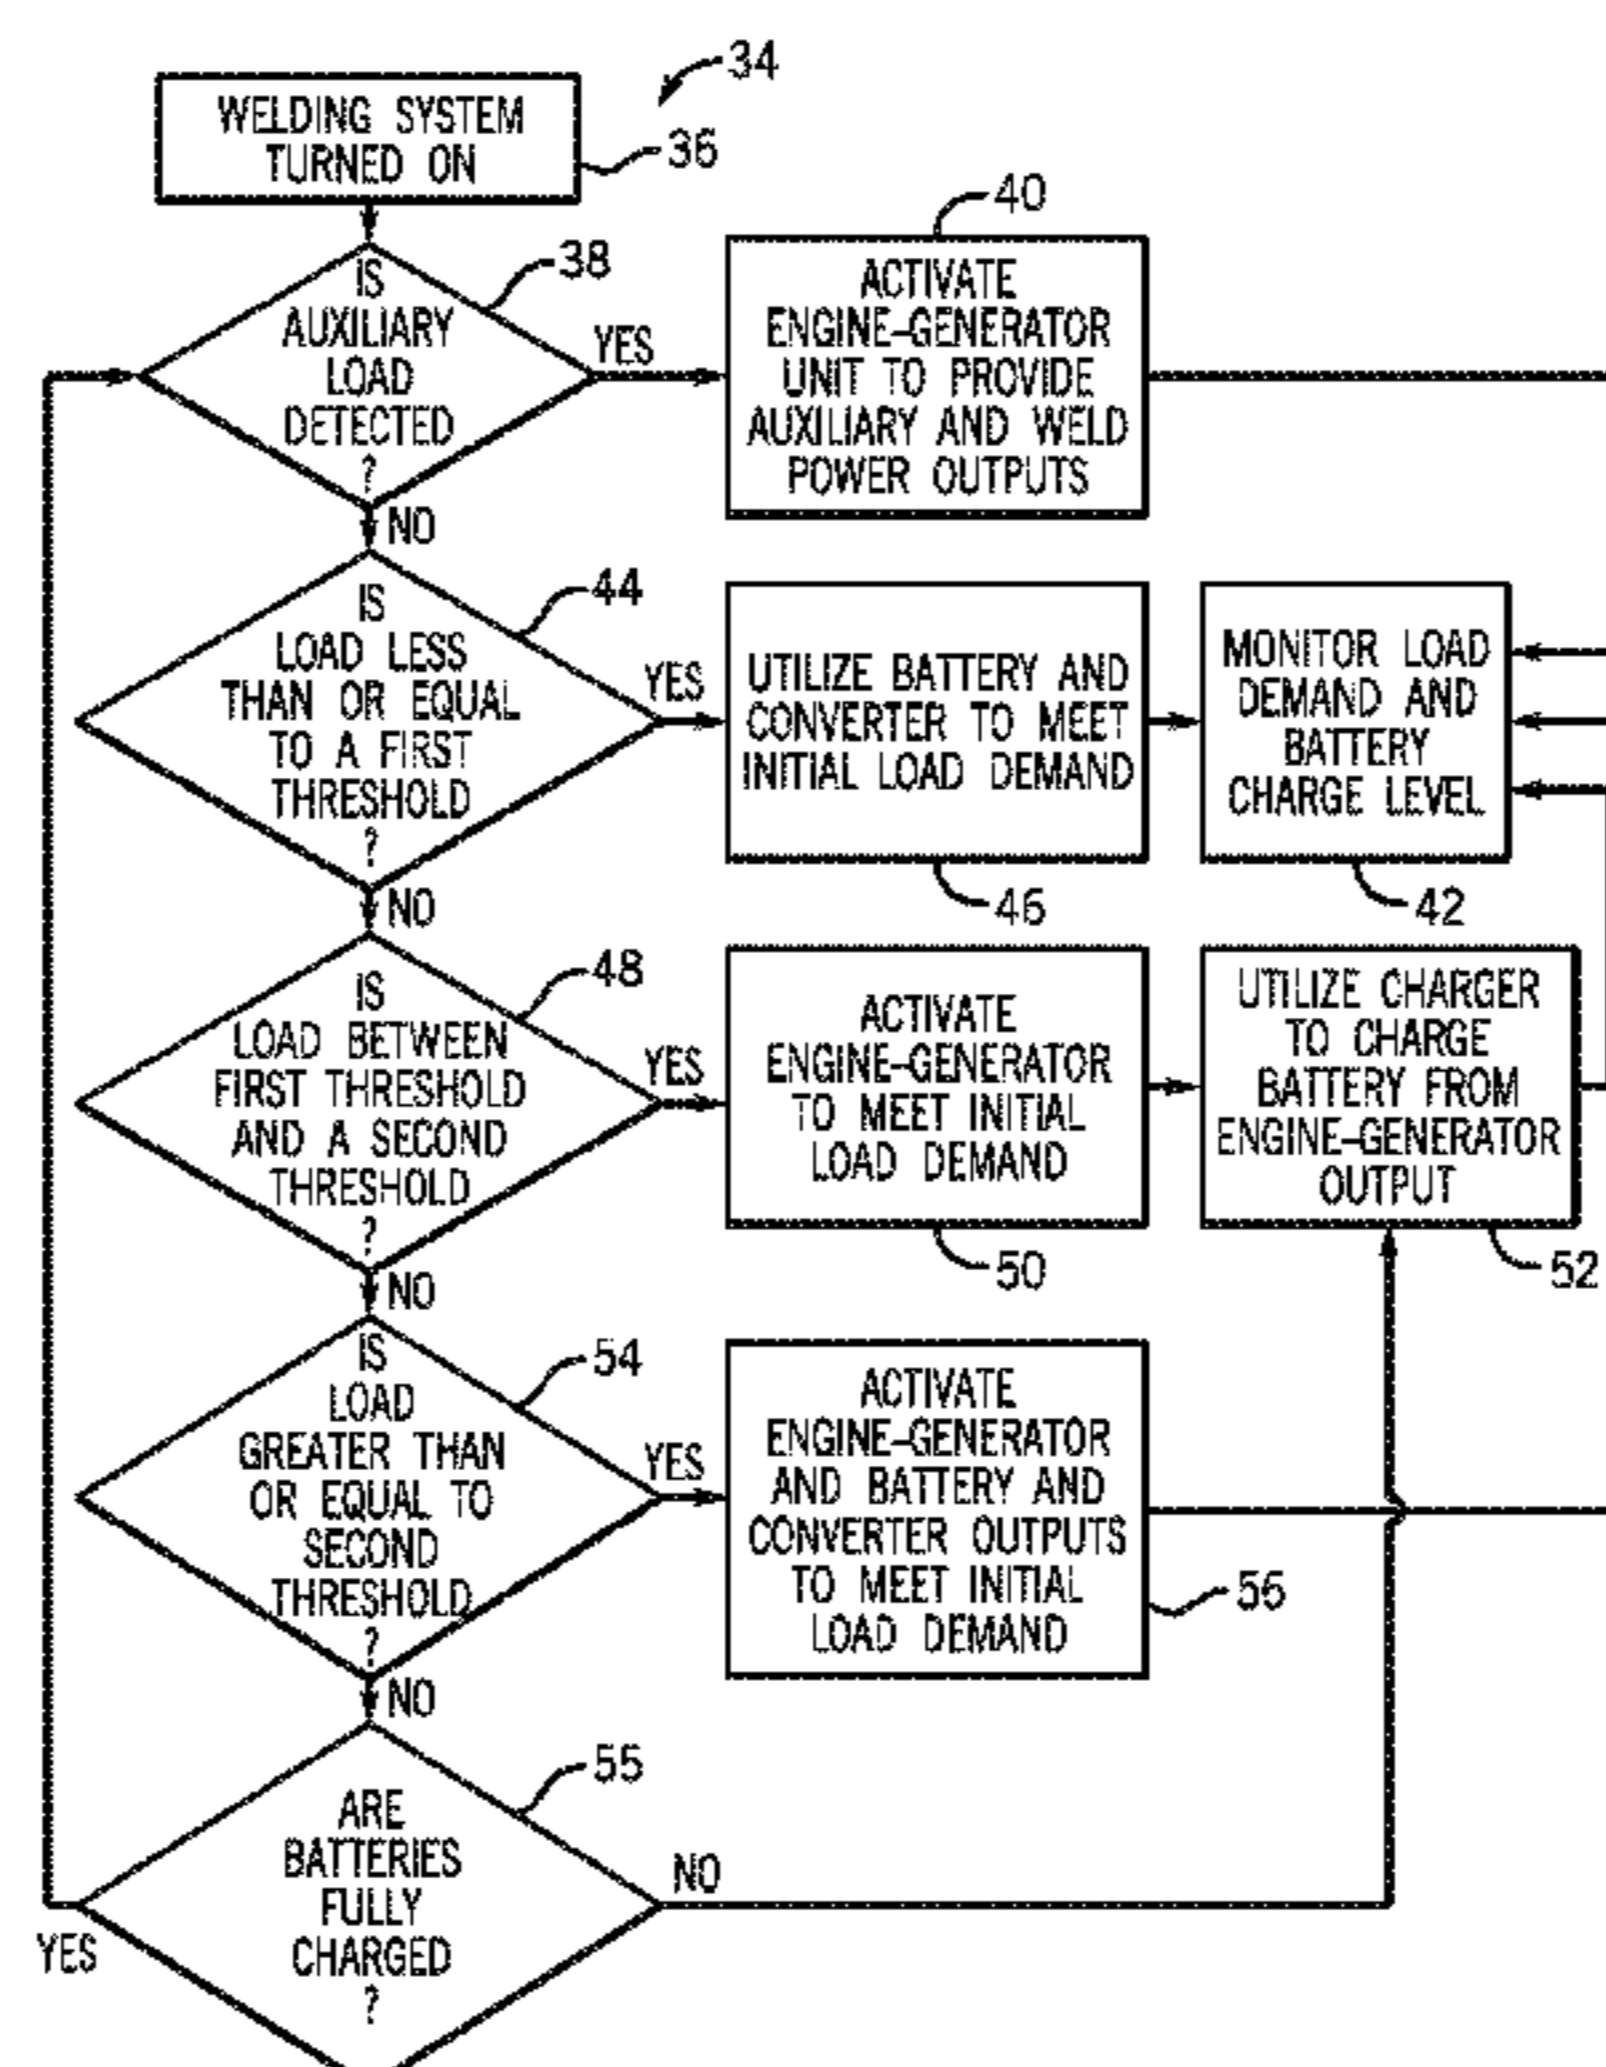 34
WELDING SYSTEM
TURNED ON
36
IS
AUXILIARY
LOAD
DETECTED
?
38
YES
NO
40
ACTIVATE
ENGINE-GENERATOR
UNIT TO PROVIDE
AUXILIARY AND WELD
POWER OUTPUTS
IS
LOAD LESS
THAN OR EQUAL
TO A FIRST
THRESHOLD
?
44
YES
NO
UTILIZE BATTERY AND
CONVERTER TO MEET
INITIAL LOAD DEMAND
46
MONITOR LOAD
DEMAND AND
BATTERY
CHARGE LEVEL
42
IS
LOAD BETWEEN
FIRST THRESHOLD
AND A SECOND
THRESHOLD
?
48
YES
NO
ACTIVATE
ENGINE-GENERATOR
TO MEET INITIAL
LOAD DEMAND
50
UTILIZE CHARGER
TO CHARGE
BATTERY FROM
ENGINE-GENERATOR
OUTPUT
52
IS
LOAD
GREATER THAN
OR EQUAL TO
SECOND
THRESHOLD
?
54
YES
NO
ACTIVATE
ENGINE-GENERATOR
AND BATTERY AND
CONVERTER OUTPUTS
TO MEET INITIAL
LOAD DEMAND
56
ARE
BATTERIES
FULLY
CHARGED
?
55
NO
YES